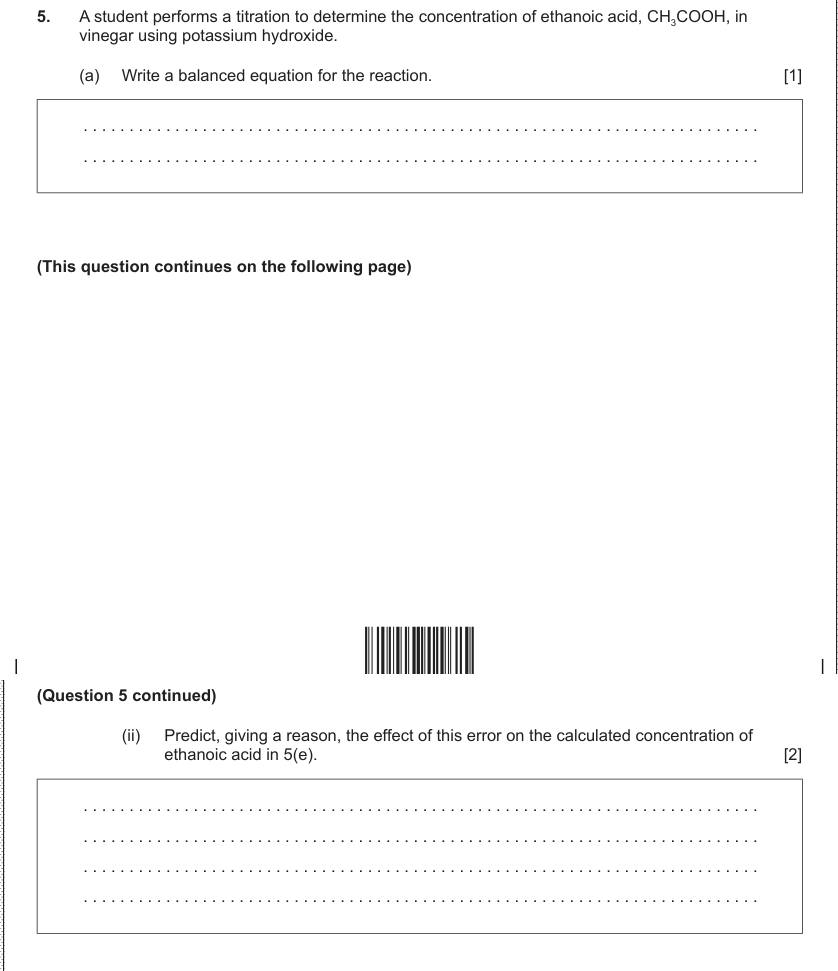 5. A student performs a titration to determine the concentration of ethanoic acid, CH₃COOH, in
vinegar using potassium hydroxide.
(a) Write a balanced equation for the reaction. [1]
(This question continues on the following page)
(Question 5 continued)
(ii) Predict, giving a reason, the effect of this error on the calculated concentration of
ethanoic acid in 5(e). [2]